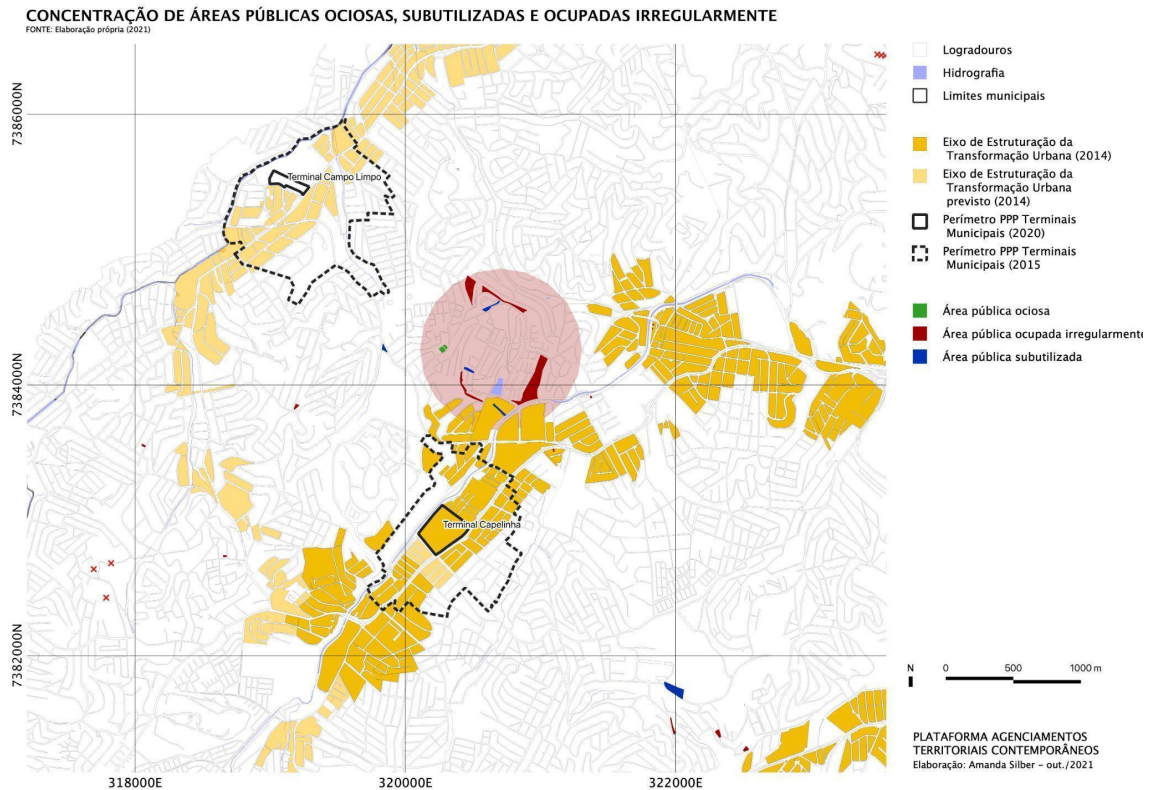 CONCENTRAÇÃO DE ÁREAS PÚBLICAS OCIOSAS, SUBUTILIZADAS E OCUPADAS IRREGULARMENTE
FONTE: Elaboração própria (2021)
7386000N
7384000N
7382000N
Terminal Campo Limpo
Terminal Capelinha
318000E
320000E
322000E
Logradouros
Hidrografia
Limites municipais
Eixo de Estruturação da
Transformação Urbana (2014)
Eixo de Estruturação da
Transformação Urbana
previsto (2014)
Perímetro PPP Terminais
Municipais (2020)
Perímetro PPP Terminais
Municipais (2015
Área pública ociosa
Área pública ocupada irregularmente
Área pública subutilizada
N
0 500 1000 m
PLATAFORMA AGENCIAMENTOS
TERRITORIAIS CONTEMPORÂNEOS
Elaboração: Amanda Silber – out./2021